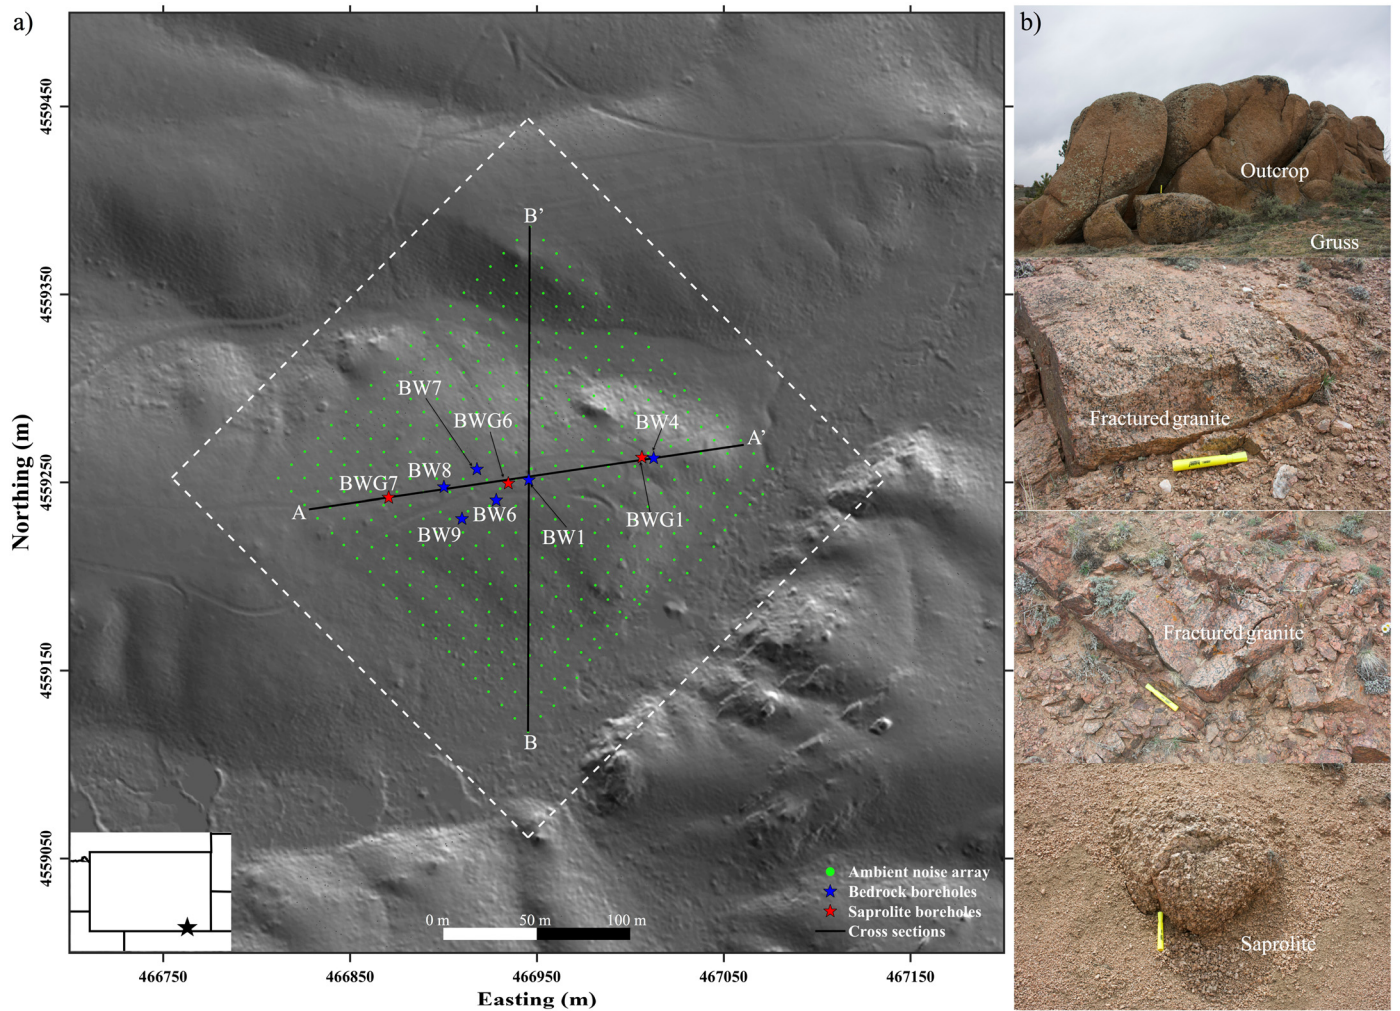 a)
b)
4559450
4559350
4559250
4559150
4559050
Northing (m)
B’
BW7
BWG6
BW4
A’
BW8
BWG7
A
BW6
BWG1
BW9
BW1
B
Ambient noise array
Bedrock boreholes
Saprolite boreholes
Cross sections
0 m
50 m
100 m
466750
466850
466950
467050
467150
Easting (m)
Outcrop
Gruss
Fractured granite
Fractured granite
Saprolite